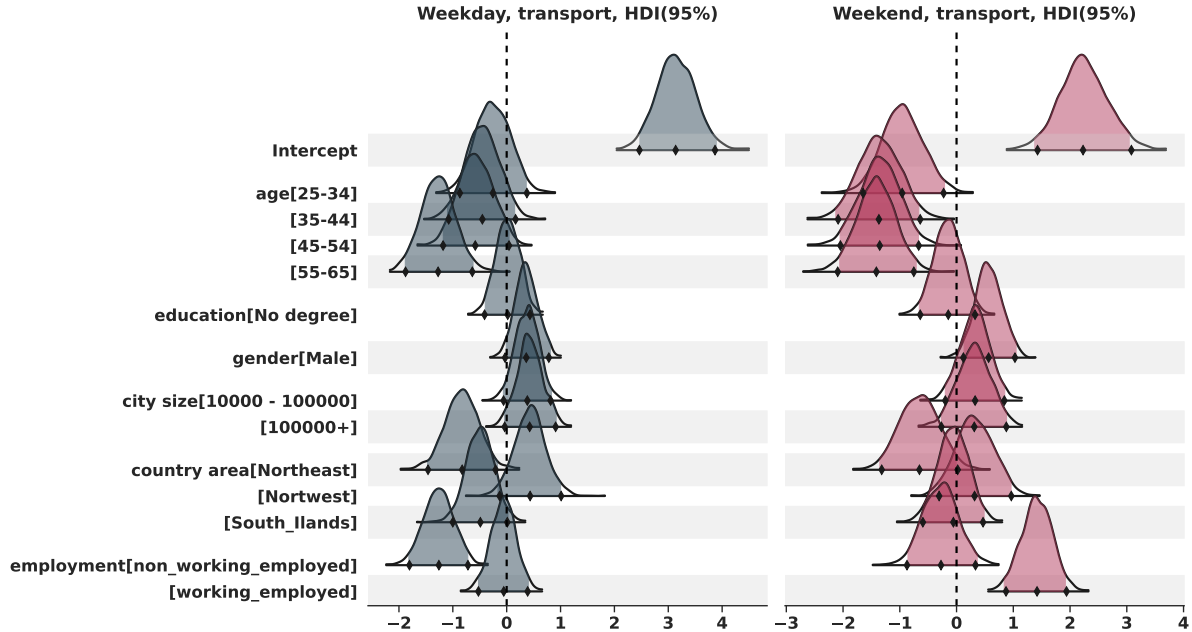 Weekday, transport, HDI(95%)
Weekend, transport, HDI(95%)
Intercept
age[25-34]
[35-44]
[45-54]
[55-65]
education[No degree]
gender[Male]
city size[10000 - 100000]
[100000+]
country area[Northeast]
[Nortwest]
[South_Ilands]
employment[non_working_employed]
[working_employed]
−2 −1 0 1 2 3 4
−3 −2 −1 0 1 2 3 4